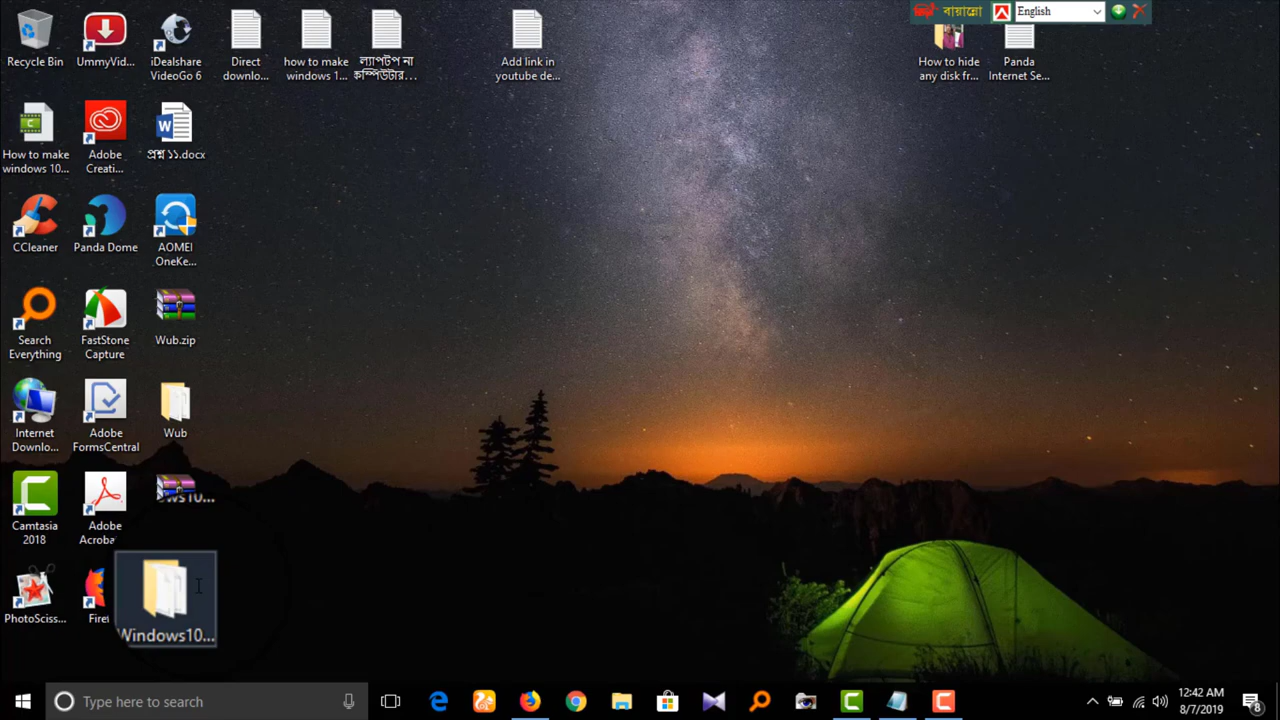 বায়ান্নো
English
Recycle Bin
UmmyVid...
iDealshare
VideoGo 6
Direct
downlo...
how to make
windows 1...
ল্যাপটপ না
কম্পিউটার...
Add link in
youtube de...
How to hide
any disk fr...
Panda
Internet Se...
How to make
windows 10...
Adobe
Creati...
প্রশ্ন ১১.docx
CCleaner
Panda Dome
AOMEI
OneKe...
Search
Everything
FastStone
Capture
Wub.zip
Internet
Downlo...
Adobe
FormsCentral
Wub
Camtasia
2018
Adobe
Acroba...
PhotoSciss...
Windows10...
Type here to search
12:42 AM
8/7/2019
8